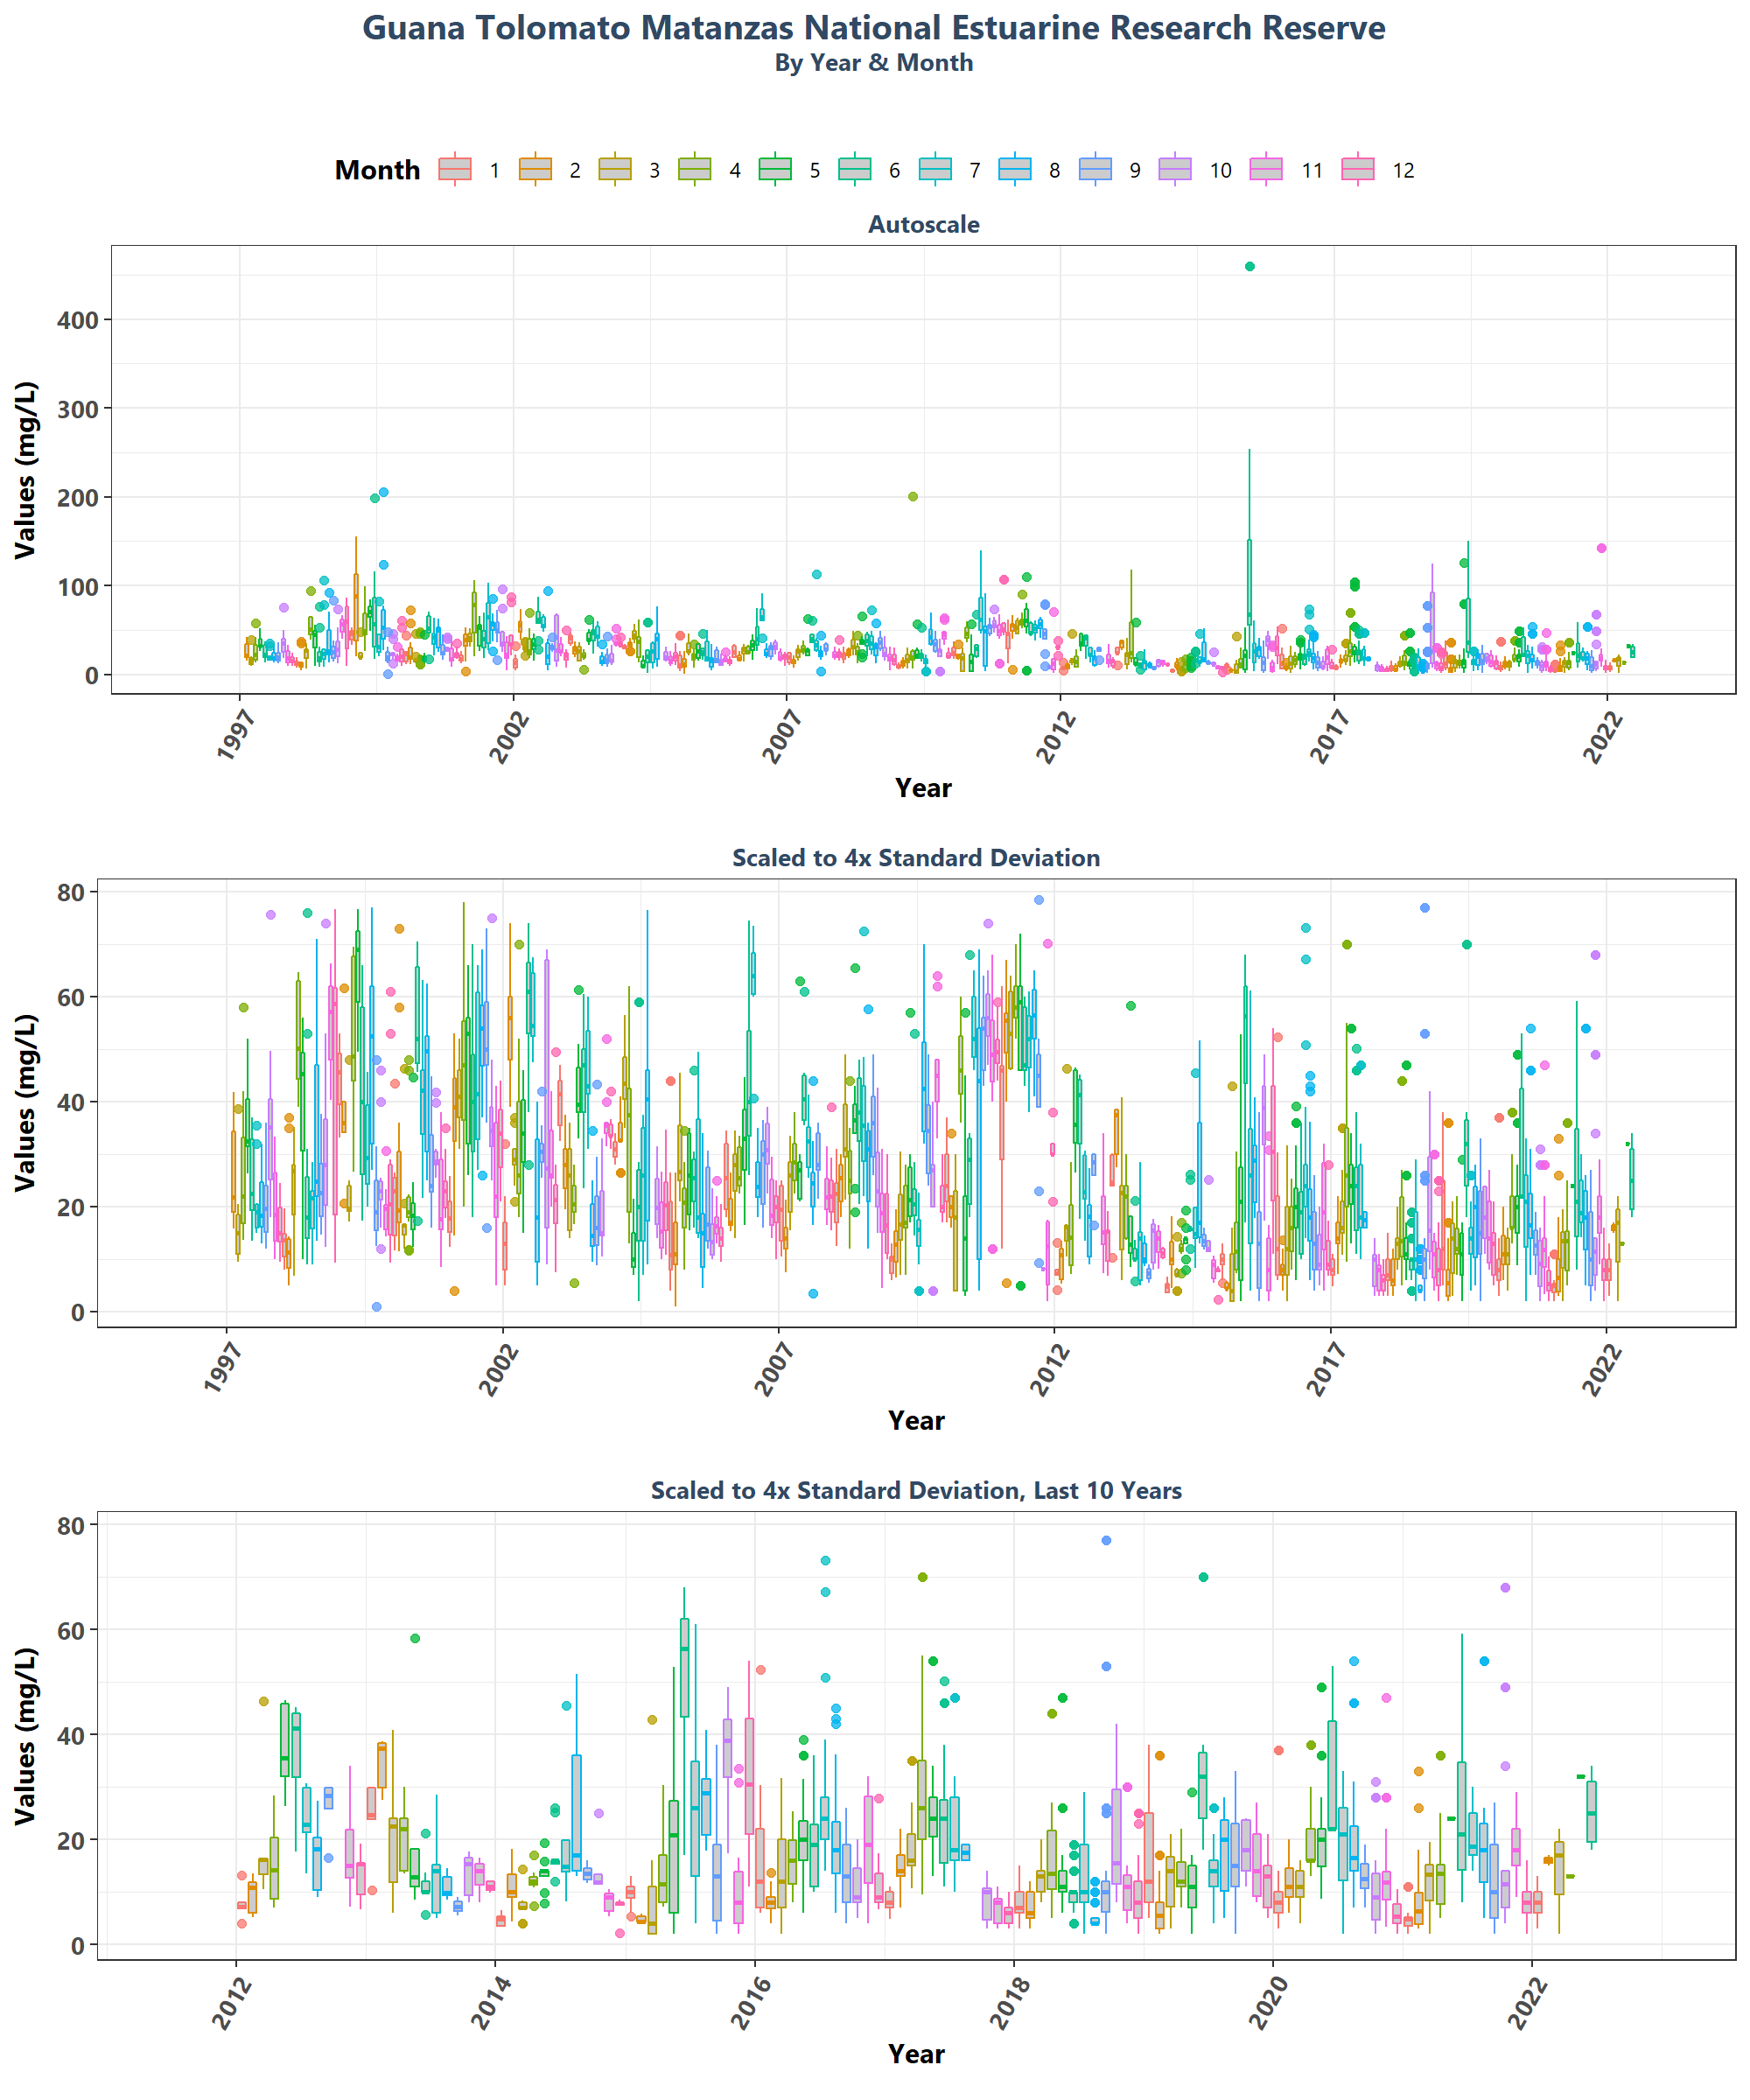 Guana Tolomato Matanzas National Estuarine Research Reserve
By Year & Month
Month 1 2 3 4 5 6 7 8 9 10 11 12
Autoscale
Values (mg/L)
400
300
200
100
0
1997 2002 2007 2012 2017 2022
Year
Scaled to 4x Standard Deviation
Values (mg/L)
80
60
40
20
0
1997 2002 2007 2012 2017 2022
Year
Scaled to 4x Standard Deviation, Last 10 Years
Values (mg/L)
80
60
40
20
0
2012 2014 2016 2018 2020 2022
Year